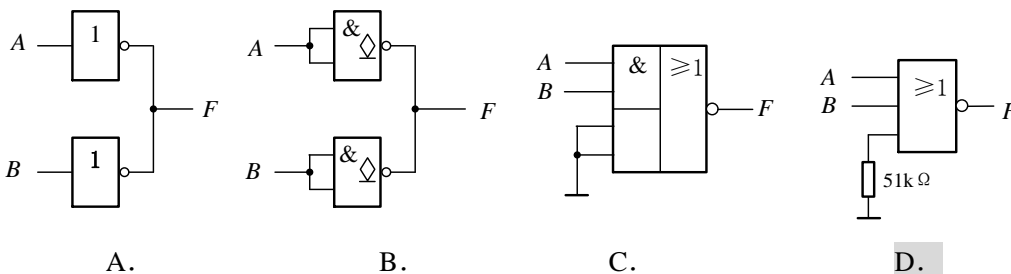 A 1
B 1
F
A &
B &
F
A & ≥1
B
F
A ≥1
B
F
51kΩ
A. B. C. D.